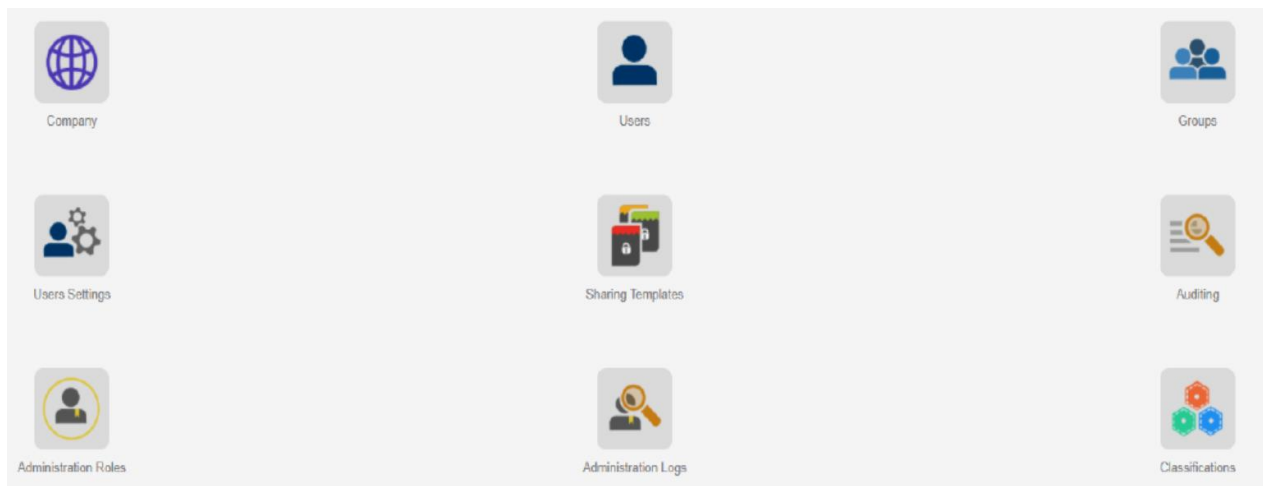 Company
Users
Groups
Users Settings
Sharing Templates
Auditing
Administration Roles
Administration Logs
Classifications